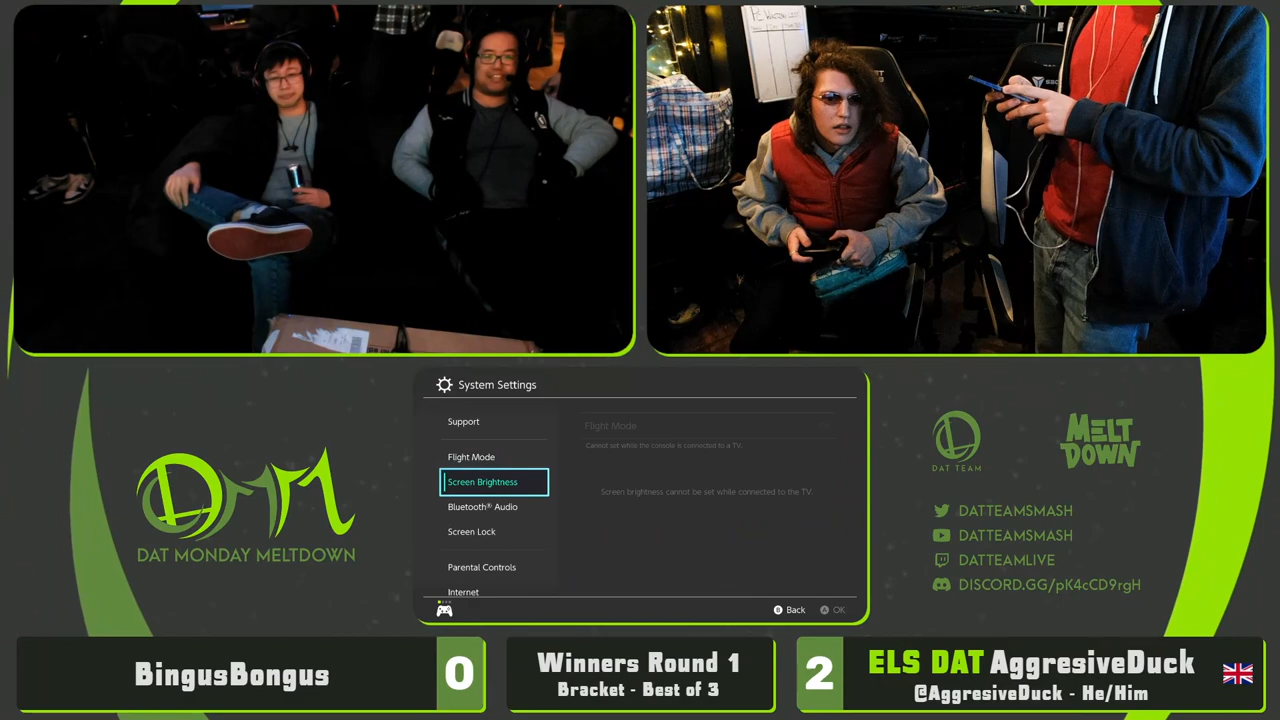 System Settings
Support
Flight Mode
Screen Brightness
Bluetooth® Audio
Screen Lock
Parental Controls
Internet
Flight Mode
Cannot set while the console is connected to a TV.
Screen brightness cannot be set while connected to the TV.
Back
OK
DMM
DAT MONDAY MELTDOWN
DAT TEAM
MELT
DOWN
DATTEAMSMASH
DATTEAMSMASH
DATTEAMLIVE
DISCORD.GG/pK4cCD9rgH
BingusBongus
0
Winners Round 1
Bracket - Best of 3
2
ELS DAT AggresiveDuck
@AggresiveDuck - He/Him